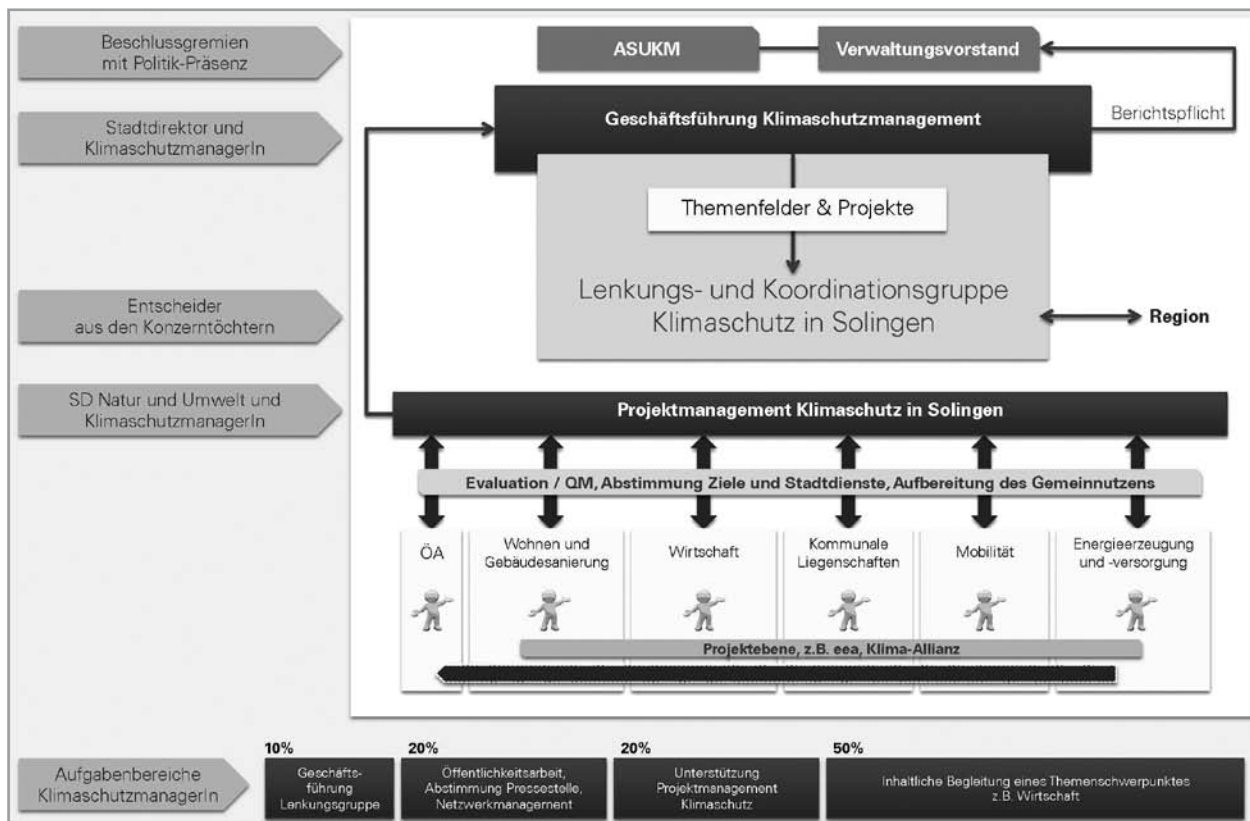 Beschlussgremien
mit Politik-Präsenz
ASUKM
Verwaltungsvorstand
Stadtdirektor und
KlimaschutzmanagerIn
Geschäftsführung Klimaschutzmanagement
Berichtspflicht
Themenfelder & Projekte
Entscheider
aus den Konzerntöchtern
Lenkungs- und Koordinationsgruppe
Klimaschutz in Solingen
Region
SD Natur und Umwelt und
KlimaschutzmanagerIn
Projektmanagement Klimaschutz in Solingen
Evaluation / QM, Abstimmung Ziele und Stadtdienste, Aufbereitung des Gemeinnutzens
ÖA
Wohnen und
Gebäudesanierung
Wirtschaft
Kommunale
Liegenschaften
Mobilität
Energieerzeugung
und -versorgung
Projektebene, z.B. eea, Klima-Allianz
Aufgabenbereiche
KlimaschutzmanagerIn
10%
Geschäfts-
führung
Lenkungsgruppe
20%
Öffentlichkeitsarbeit,
Abstimmung Pressestelle,
Netzwerkmanagement
20%
Unterstützung
Projektmanagement
Klimaschutz
50%
Inhaltliche Begleitung eines Themenschwerpunktes
z.B. Wirtschaft